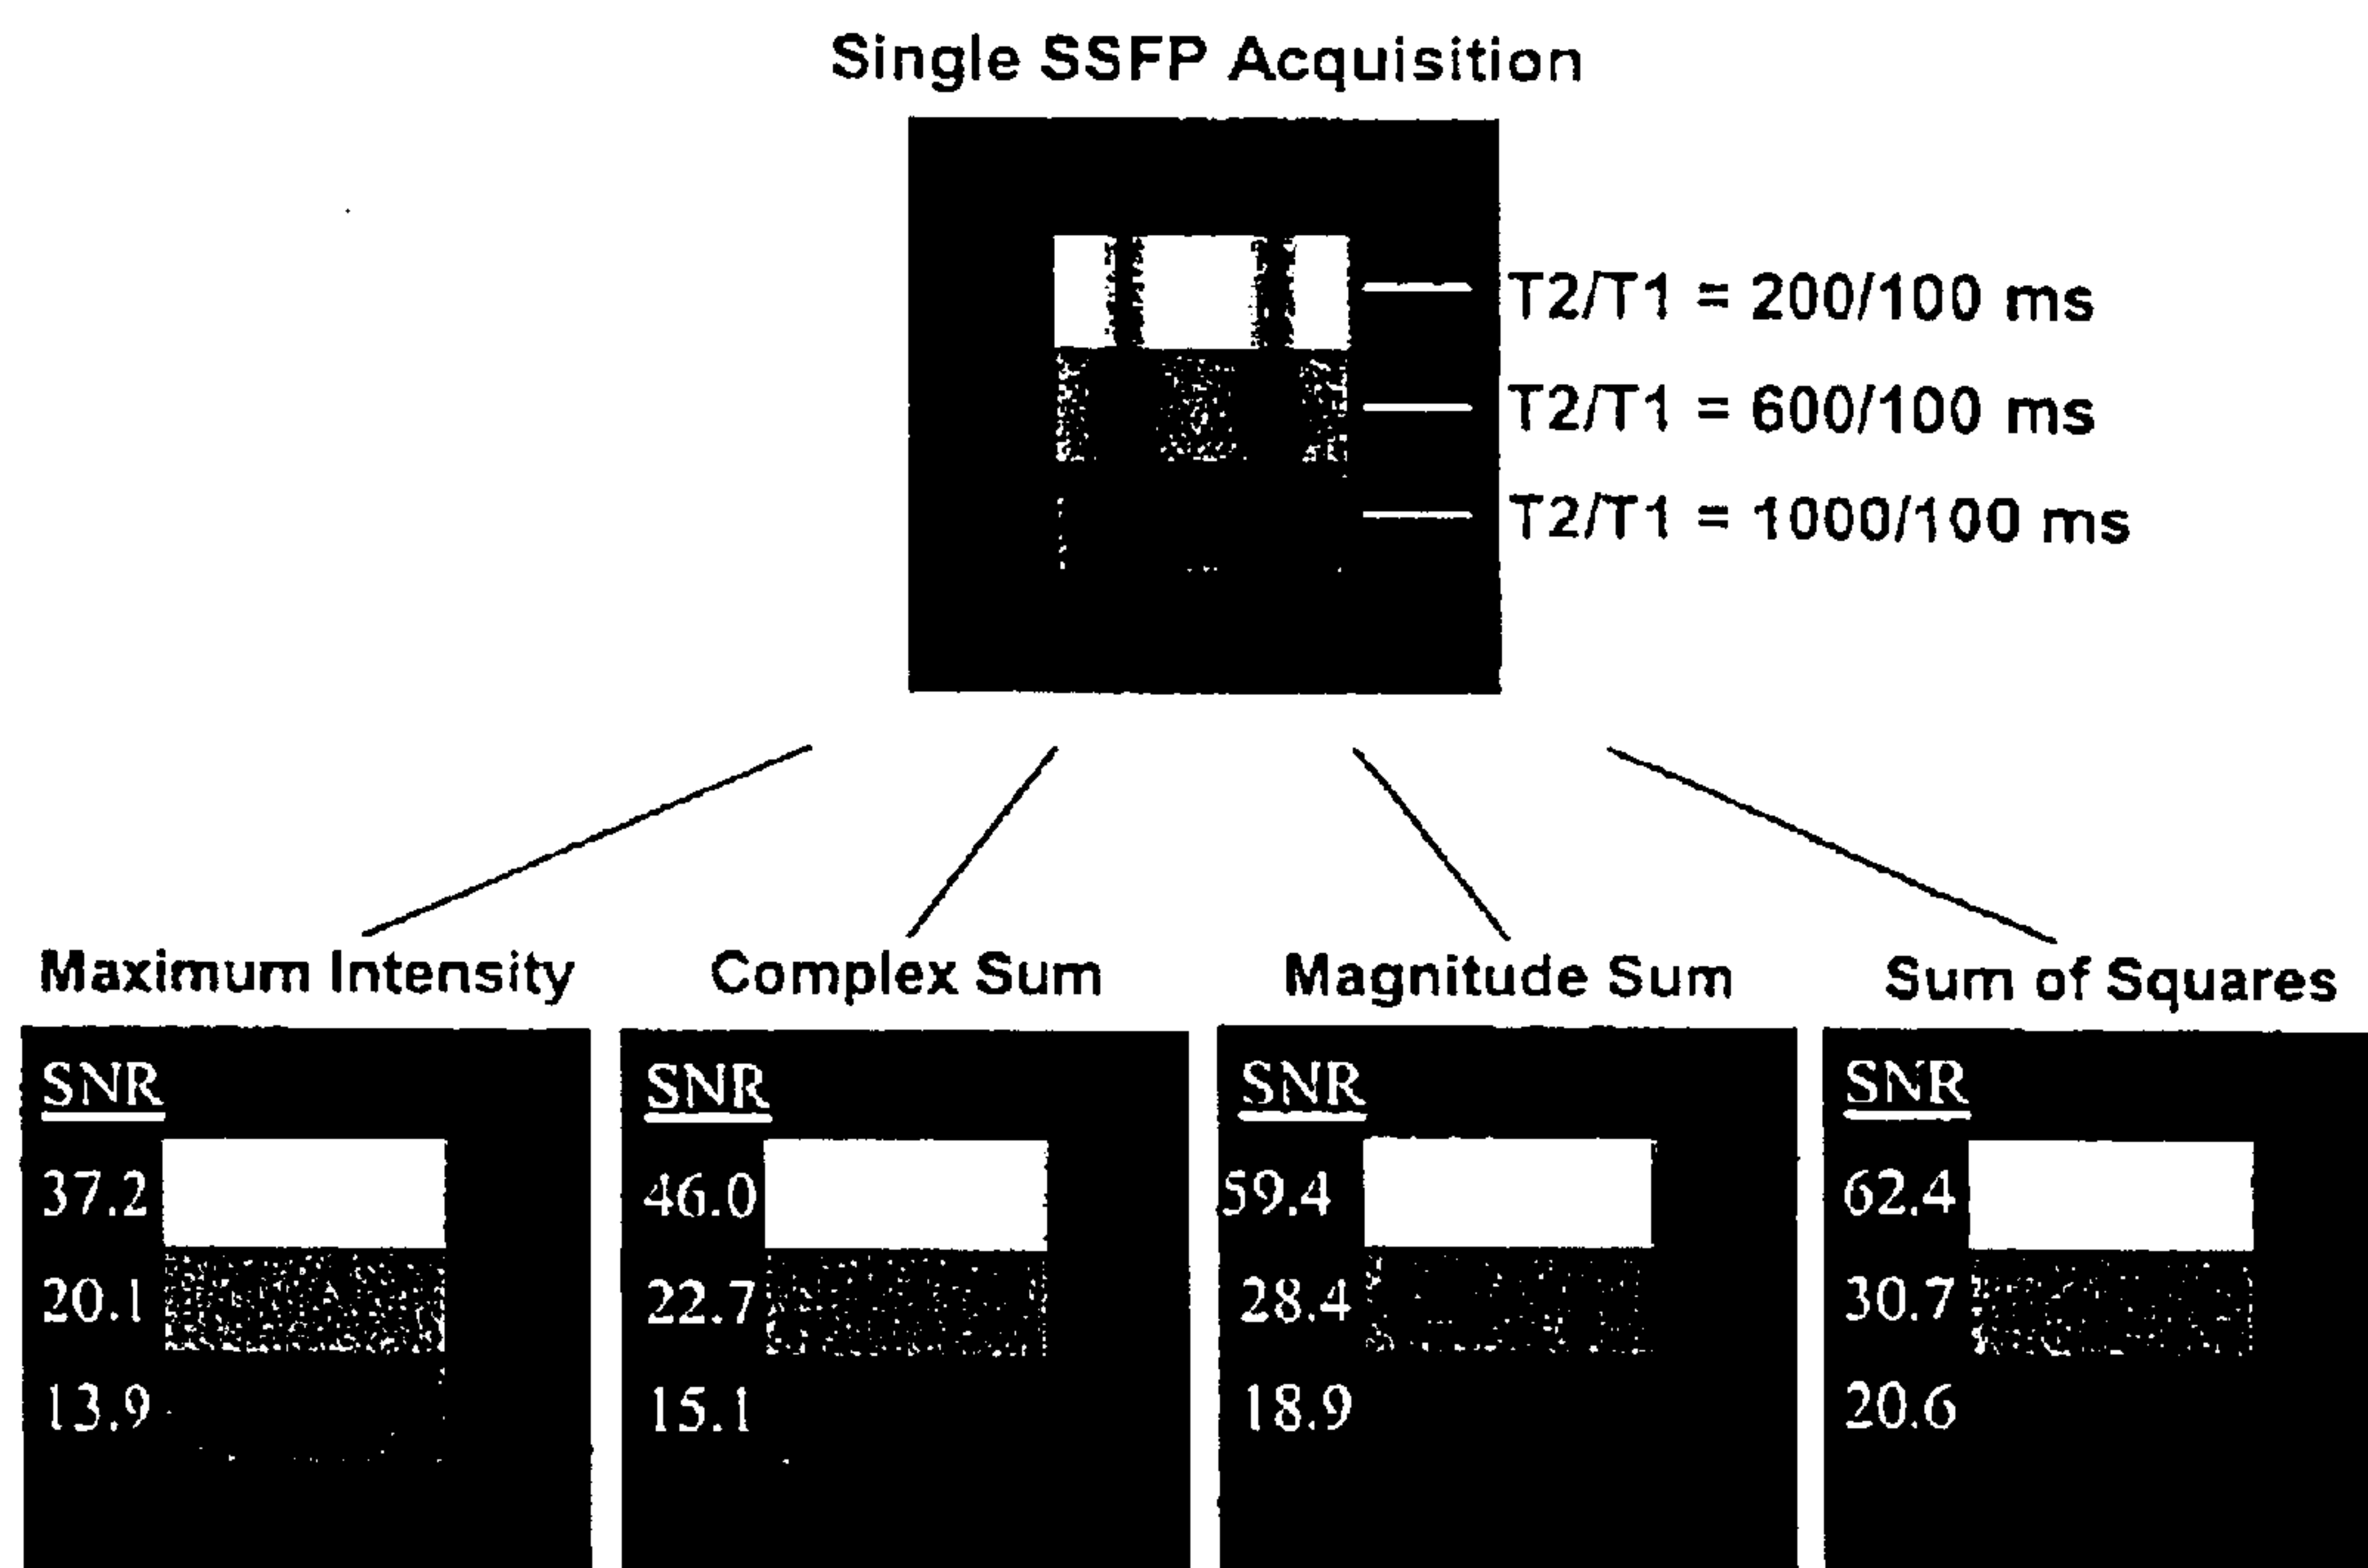 Single SSFP Acquisition
T2/T1 = 200/100 ms
T2/T1 = 600/100 ms
T2/T1 = 1000/100 ms
Maximum Intensity
Complex Sum
Magnitude Sum
Sum of Squares
SNR
37.2
20.1
13.9
SNR
46.0
22.7
15.1
SNR
59.4
28.4
18.9
SNR
62.4
30.7
20.6